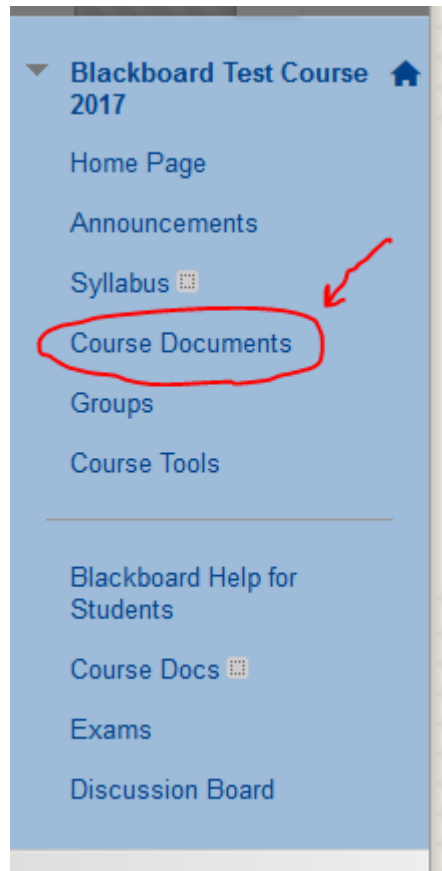 Blackboard Test Course
2017
Home Page
Announcements
Syllabus
Course Documents
Groups
Course Tools
Blackboard Help for
Students
Course Docs
Exams
Discussion Board